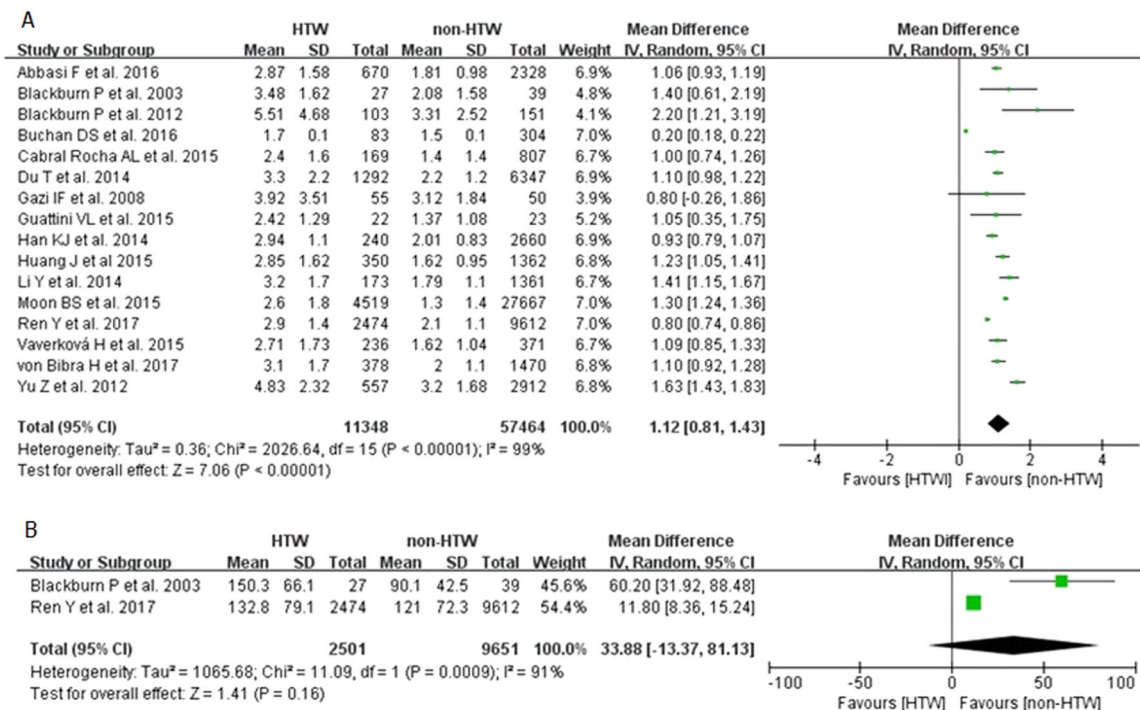 A
HTW non-HTW Mean Difference Mean Difference
Study or Subgroup Mean SD Total Mean SD Total Weight IV, Random, 95% CI IV, Random, 95% CI
Abbasi F et al. 2016 2.87 1.58 670 1.81 0.98 2328 6.9% 1.06 [0.93, 1.19]
Blackburn P et al. 2003 3.48 1.62 27 2.08 1.58 39 4.8% 1.40 [0.61, 2.19]
Blackburn P et al. 2012 5.51 4.68 103 3.31 2.52 151 4.1% 2.20 [1.21, 3.19]
Buchan DS et al. 2016 1.7 0.1 83 1.5 0.1 304 7.0% 0.20 [0.18, 0.22]
Cabral Rocha AL et al. 2015 2.4 1.6 169 1.4 1.4 807 6.7% 1.00 [0.74, 1.26]
Du T et al. 2014 3.3 2.2 1292 2.2 1.2 6347 6.9% 1.10 [0.98, 1.22]
Gazi IF et al. 2008 3.92 3.51 55 3.12 1.84 50 3.9% 0.80 [-0.26, 1.86]
Guattini VL et al. 2015 2.42 1.29 22 1.37 1.08 23 5.2% 1.05 [0.35, 1.75]
Han KJ et al. 2014 2.94 1.1 240 2.01 0.83 2660 6.9% 0.93 [0.79, 1.07]
Huang J et al 2015 2.85 1.62 350 1.62 0.95 1362 6.8% 1.23 [1.05, 1.41]
Li Y et al. 2014 3.2 1.7 173 1.79 1.1 1361 6.7% 1.41 [1.15, 1.67]
Moon BS et al. 2015 2.6 1.8 4519 1.3 1.4 27667 7.0% 1.30 [1.24, 1.36]
Ren Y et al. 2017 2.9 1.4 2474 2.1 1.1 9612 7.0% 0.80 [0.74, 0.86]
Vaverková H et al. 2015 2.71 1.73 236 1.62 1.04 371 6.8% 1.09 [0.85, 1.33]
von Bibra H et al. 2017 3.1 1.7 378 2 1.1 1470 6.8% 1.10 [0.92, 1.28]
Yu Z et al. 2012 4.83 2.32 557 3.2 1.68 2912 6.8% 1.63 [1.43, 1.83]
Total (95% CI) 11348 57464 100.0% 1.12 [0.81, 1.43]
Heterogeneity: Tau² = 0.36; Chi² = 2026.64, df = 15 (P < 0.00001); I² = 99%
Test for overall effect: Z = 7.06 (P < 0.00001)
-4 -2 0 2 4
Favours [HTWl] Favours [non-HTW]
B
HTW non-HTW Mean Difference Mean Difference
Study or Subgroup Mean SD Total Mean SD Total Weight IV, Random, 95% CI IV, Random, 95% CI
Blackburn P et al. 2003 150.3 66.1 27 90.1 42.5 39 45.6% 60.20 [31.92, 88.48]
Ren Y et al. 2017 132.8 79.1 2474 121 72.3 9612 54.4% 11.80 [8.36, 15.24]
Total (95% CI) 2501 9651 100.0% 33.88 [-13.37, 81.13]
Heterogeneity: Tau² = 1065.68; Chi² = 11.09, df = 1 (P = 0.0009); I² = 91%
Test for overall effect: Z = 1.41 (P = 0.16)
-100 -50 0 50 100
Favours [HTW] Favours [non-HTW]